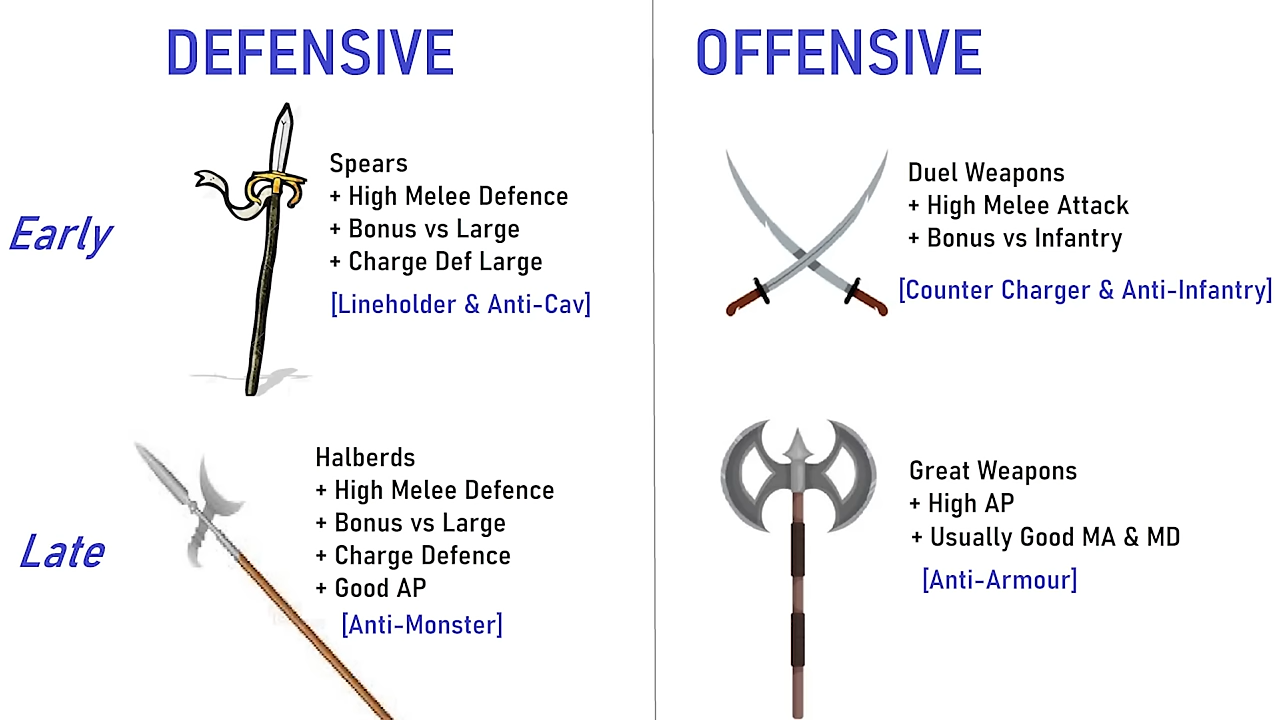 DEFENSIVE
OFFENSIVE
Early
Spears
+ High Melee Defence
+ Bonus vs Large
+ Charge Def Large
[Lineholder & Anti-Cav]
Duel Weapons
+ High Melee Attack
+ Bonus vs Infantry
[Counter Charger & Anti-Infantry]
Late
Halberds
+ High Melee Defence
+ Bonus vs Large
+ Charge Defence
+ Good AP
[Anti-Monster]
Great Weapons
+ High AP
+ Usually Good MA & MD
[Anti-Armour]